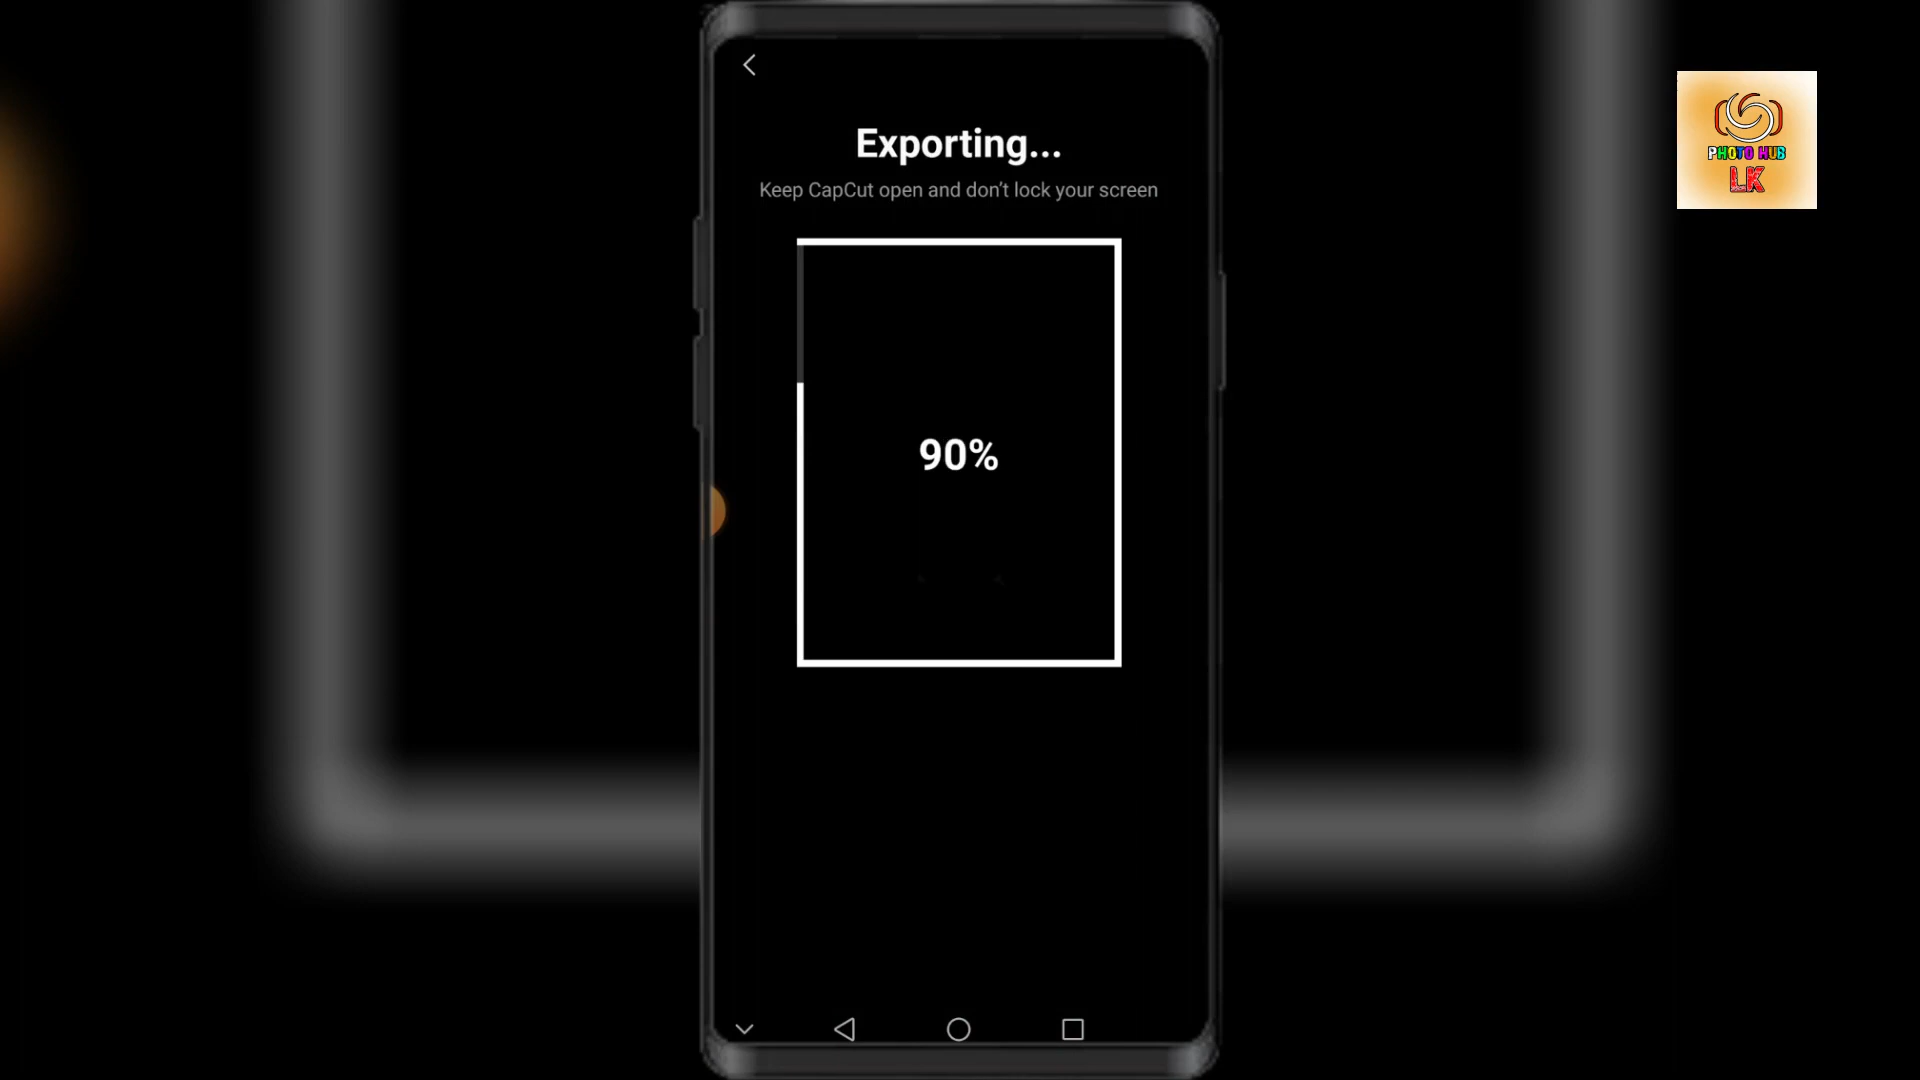 Exporting...
Keep CapCut open and don't lock your screen
90%
PHOTO HUB
LK